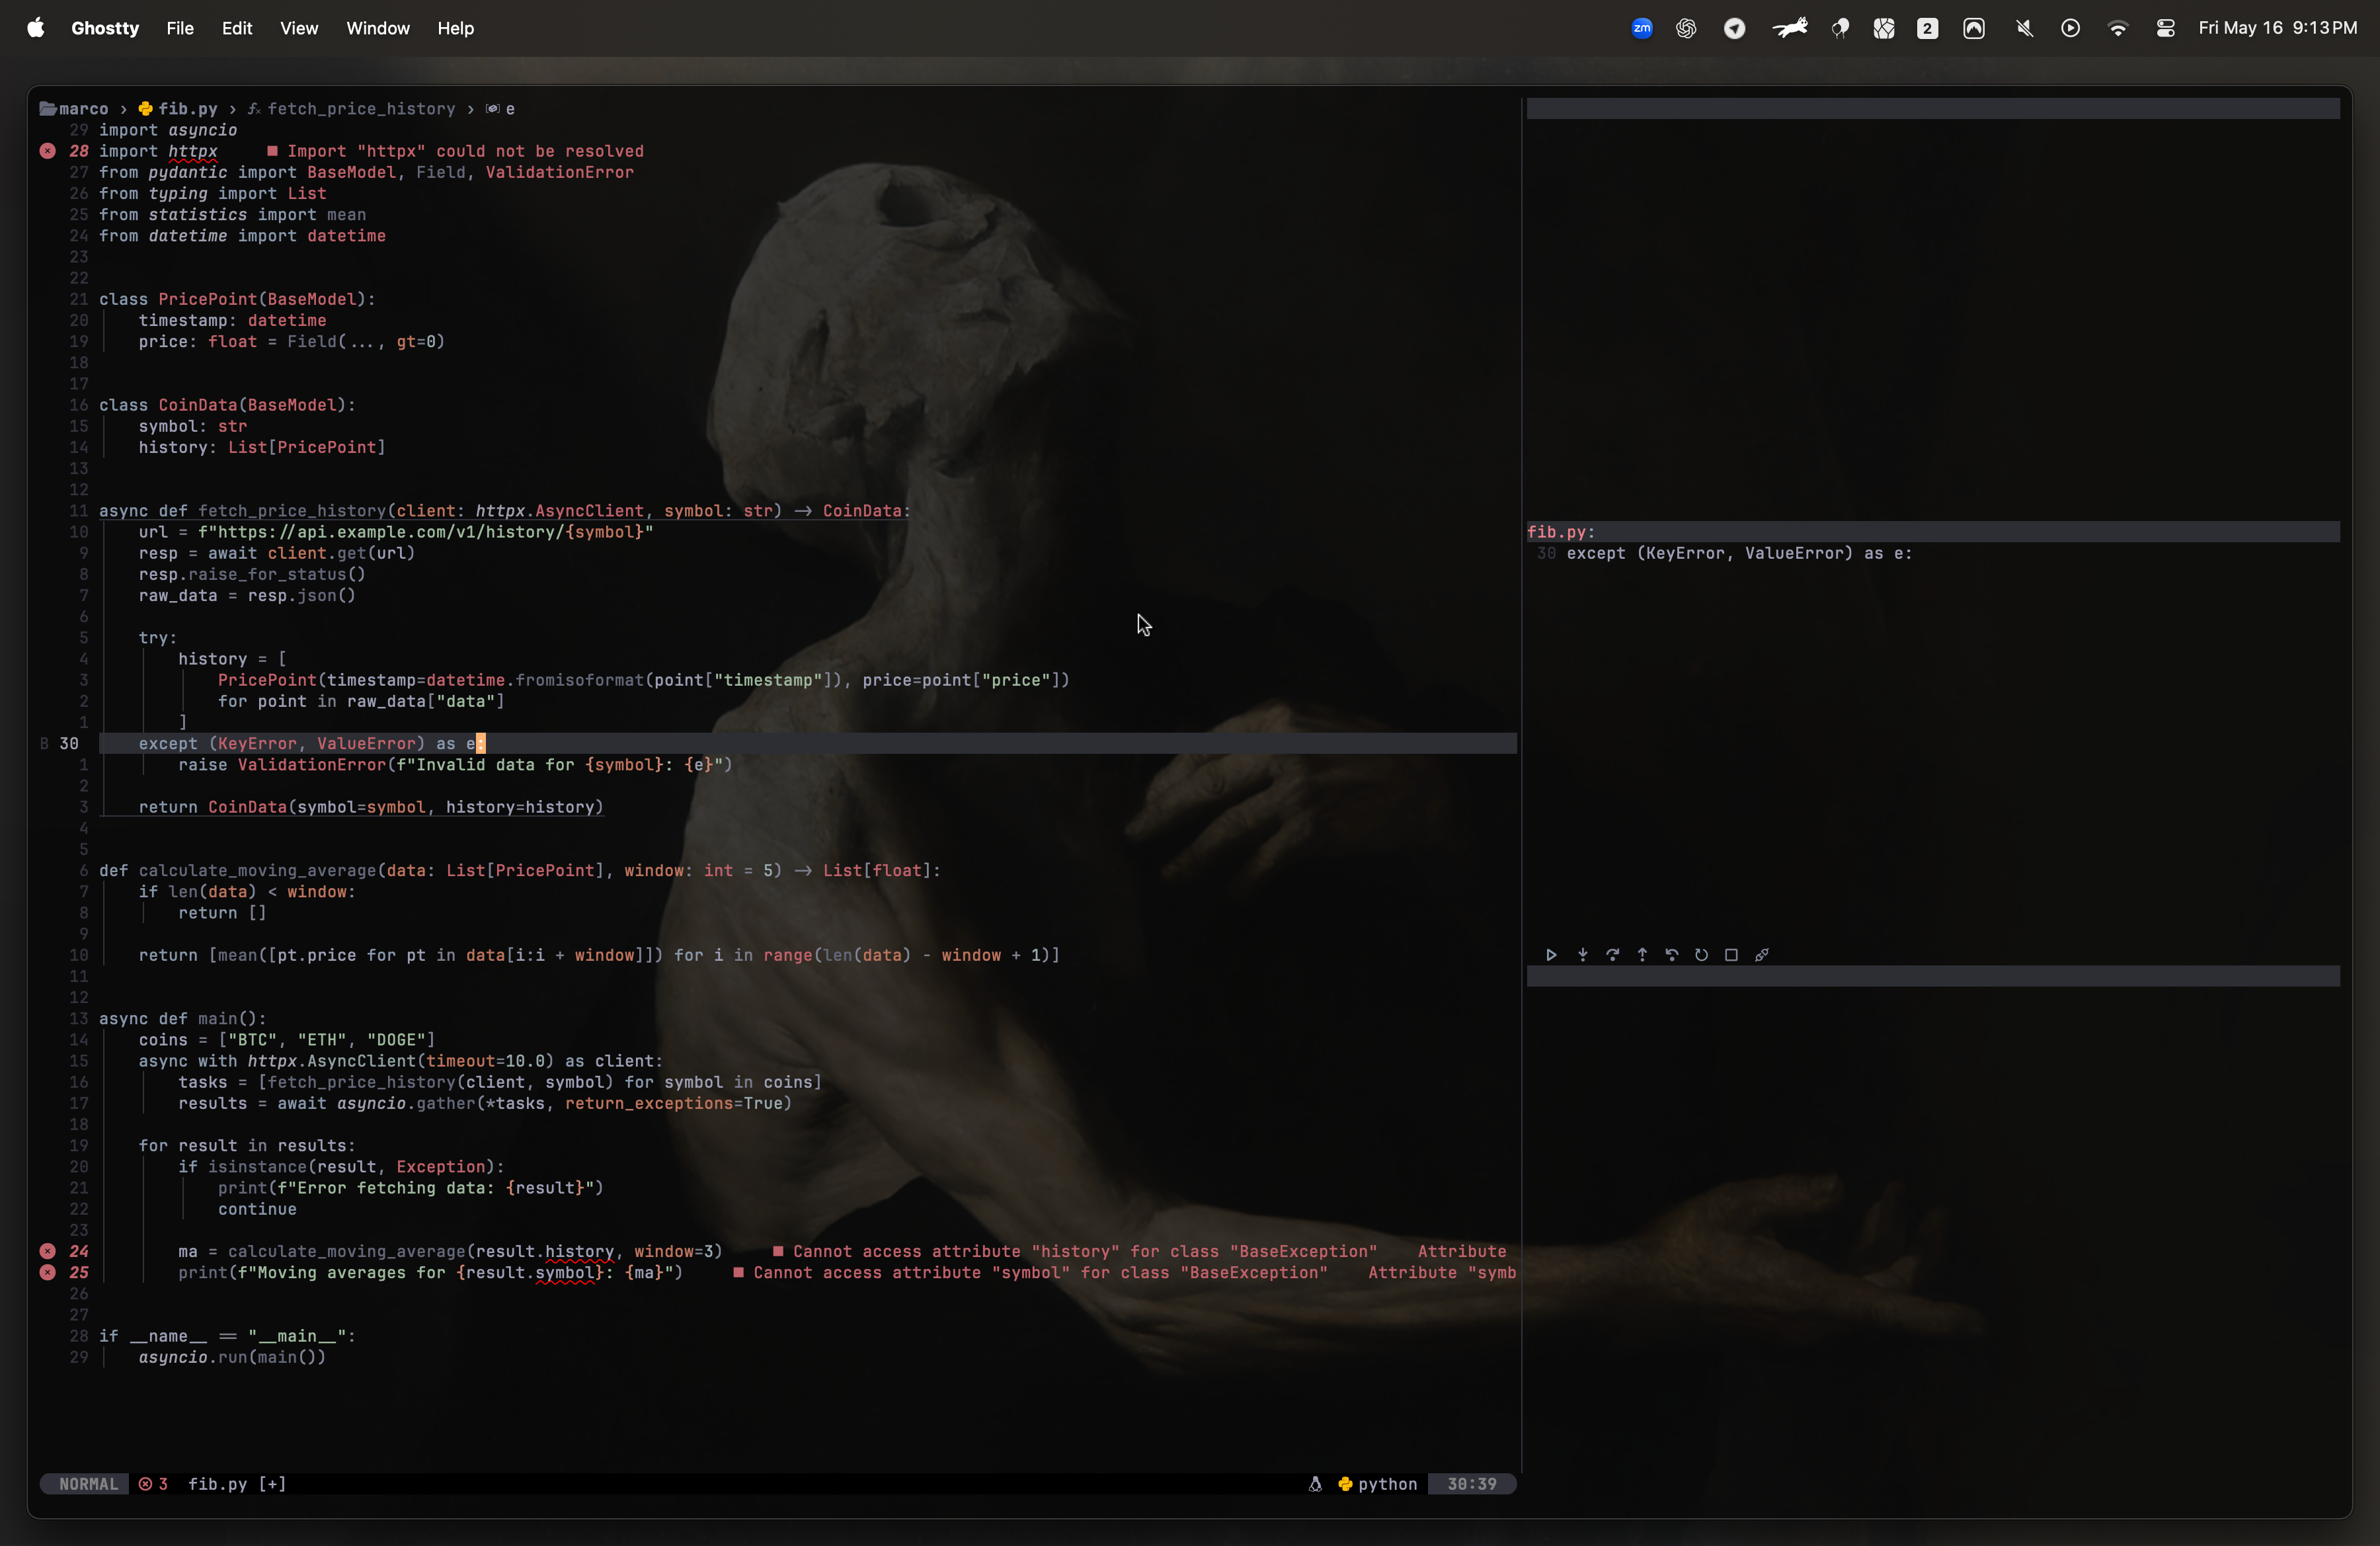 Ghostty File Edit View Window Help zm 2 Fri May 16 9:13 PM
marco › fib.py › fetch_price_history › e
29 import asyncio
28 import httpx ■ Import "httpx" could not be resolved
27 from pydantic import BaseModel, Field, ValidationError
26 from typing import List
25 from statistics import mean
24 from datetime import datetime
23
22
21 class PricePoint(BaseModel):
20     timestamp: datetime
19     price: float = Field(..., gt=0)
18
17
16 class CoinData(BaseModel):
15     symbol: str
14     history: List[PricePoint]
13
12
11 async def fetch_price_history(client: httpx.AsyncClient, symbol: str) -> CoinData:
10     url = f"https://api.example.com/v1/history/{symbol}"
9     resp = await client.get(url)
8     resp.raise_for_status()
7     raw_data = resp.json()
6
5     try:
4         history = [
3             PricePoint(timestamp=datetime.fromisoformat(point["timestamp"]), price=point["price"])
2             for point in raw_data["data"]
1         ]
B 30     except (KeyError, ValueError) as e:
1         raise ValidationError(f"Invalid data for {symbol}: {e}")
2
3     return CoinData(symbol=symbol, history=history)
4
5
6 def calculate_moving_average(data: List[PricePoint], window: int = 5) -> List[float]:
7     if len(data) < window:
8         return []
9
10     return [mean([pt.price for pt in data[i:i + window]]) for i in range(len(data) - window + 1)]
11
12
13 async def main():
14     coins = ["BTC", "ETH", "DOGE"]
15     async with httpx.AsyncClient(timeout=10.0) as client:
16         tasks = [fetch_price_history(client, symbol) for symbol in coins]
17         results = await asyncio.gather(*tasks, return_exceptions=True)
18
19     for result in results:
20         if isinstance(result, Exception):
21             print(f"Error fetching data: {result}")
22             continue
23
24         ma = calculate_moving_average(result.history, window=3) ■ Cannot access attribute "history" for class "BaseException" Attribute
25         print(f"Moving averages for {result.symbol}: {ma}") ■ Cannot access attribute "symbol" for class "BaseException" Attribute "symb
26
27
28 if __name__ == "__main__":
29     asyncio.run(main())
NORMAL 3 fib.py [+] python 30:39
fib.py:
30 except (KeyError, ValueError) as e: